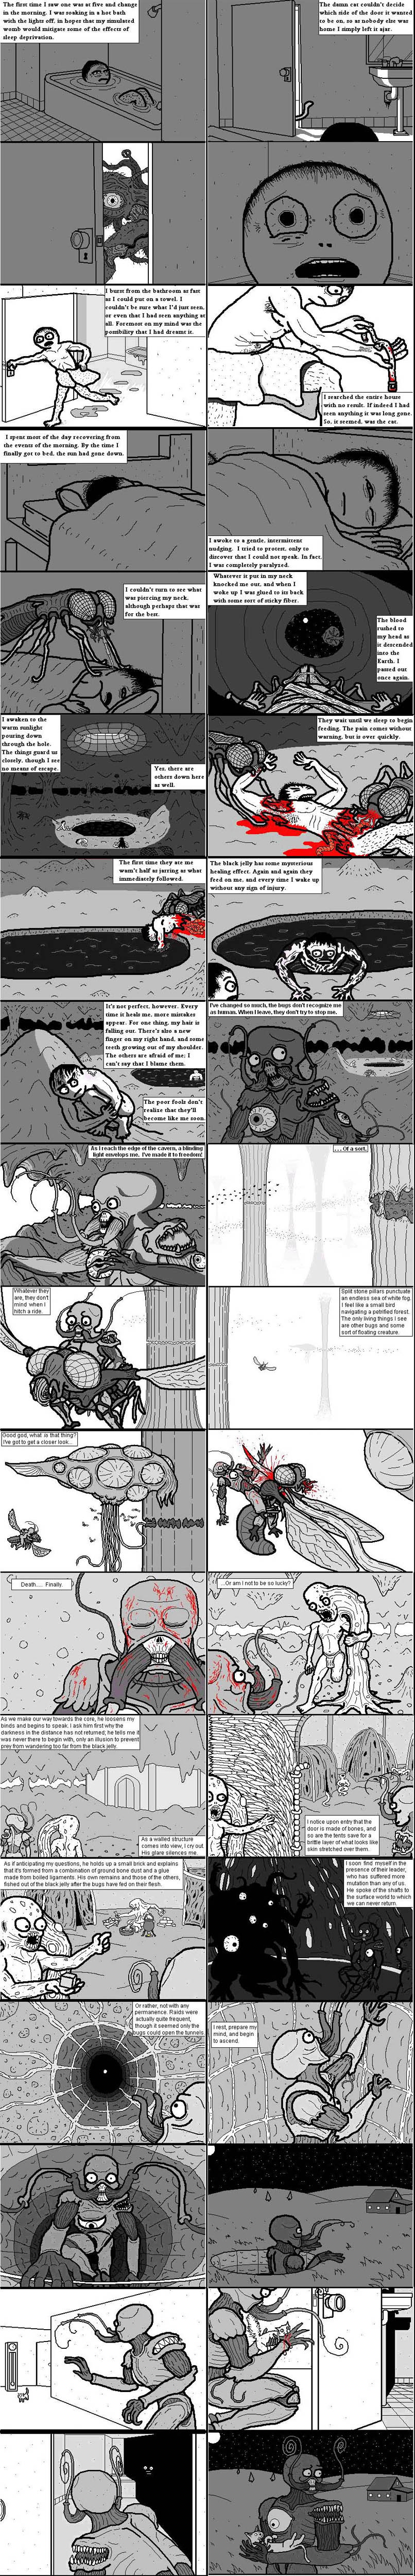 The first time I saw one was at five and change
in the morning. I was soaking in a hot bath
with the lights off, in hopes that my simulated
womb would mitigate some of the effects of
sleep deprivation.
The damn cat couldn't decide
which side of the door it wanted
to be on, so as nobody else was
home I simply left it ajar.
I burst from the bathroom as fast
as I could put on a towel. I
couldn't be sure what I'd just seen,
or even that I had seen anything at
all. Foremost on my mind was the
possibility that I had dreamt it.
I searched the entire house
with no result. If indeed I had
seen anything it was long gone.
So, it seemed, was the cat.
I spent most of the day recovering from
the events of the morning. By the time I
finally got to bed, the sun had gone down.
I awoke to a gentle, intermittent
nudging. I tried to protest, only to
discover that I could not speak. In fact,
I was completely paralyzed.
I couldn't turn to see what
was piercing my neck,
although perhaps that was
for the best.
Whatever it put in my neck
knocked me out, and when I
woke up I was glued to its back
with some sort of sticky fiber.
The blood
rushed to
my head as
it descended
into the
Earth. I
passed out
once again.
I awaken to the
warm sunlight
pouring down
through the hole.
The things guard us
closely, though I see
no means of escape.
Yes, there are
others down here
as well.
They wait until we sleep to begin
feeding. The pain comes without
warning, but is over quickly.
The first time they ate me
wasn't half as jarring as what
immediately followed.
The black jelly has some mysterious
healing effect. Again and again they
feed on me, and every time I wake up
without any sign of injury.
It's not perfect, however. Every
time it heals me, more mistakes
appear. For one thing, my hair is
falling out. There's also a new
finger on my right hand, and some
teeth growing out of my shoulder.
The others are afraid of me; I
can't say that I blame them.
The poor fools don't
realize that they'll
become like me soon.
I've changed so much, the bugs don't recognize me
as human. When I leave, they don't try to stop me.
As I reach the edge of the cavern, a blinding
light envelops me. I've made it to freedom!
. . . Of a sort.
Whatever they
are, they don't
mind when I
hitch a ride.
Split stone pillars punctuate
an endless sea of white fog.
I feel like a small bird
navigating a petrified forest.
The only living things I see
are other bugs and some
sort of floating creature.
Good god, what is that thing?
I've got to get a closer look...
Death..... Finally.
...Or am I not to be so lucky?
As we make our way towards the core, he loosens my
binds and begins to speak. I ask him first why the
darkness in the distance has not returned; he tells me it
was never there to begin with, only an illusion to prevent
prey from wandering too far from the black jelly.
As a walled structure
comes into view, I cry out.
His glare silences me.
I notice upon entry that the
door is made of bones, and
so are the tents save for a
brittle layer of what looks like
skin stretched over them.
As if anticipating my questions, he holds up a small brick and explains
that it's formed from a combination of ground bone dust and a glue
made from boiled ligaments. His own remains and those of the others,
fished out of the black jelly after the bugs have fed on their flesh.
I soon find myself in the
presence of their leader,
who has suffered more
mutation than any of us.
He spoke of the shafts to
the surface world to which
we can never return.
Or rather, not with any
permanence. Raids were
actually quite frequent,
though it seemed only the
bugs could open the tunnels.
I rest, prepare my
mind, and begin
to ascend.